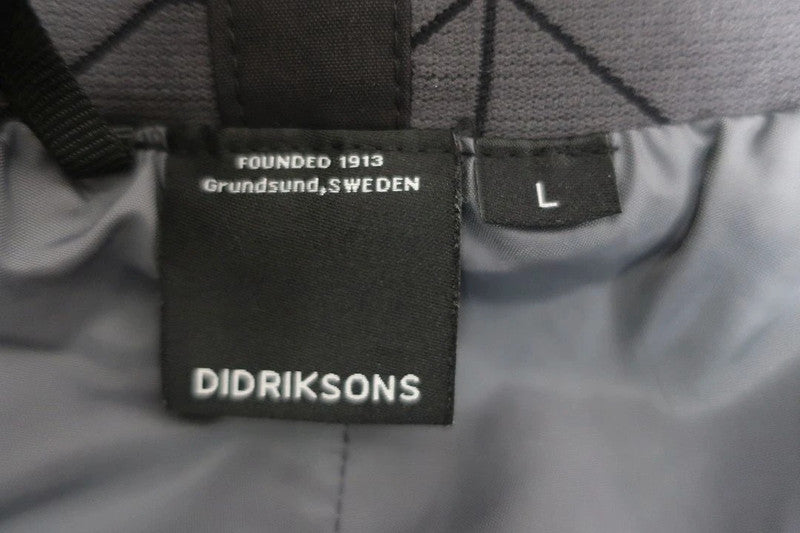 FOUNDED 1913
Grundsund,SWEDEN
L
DIDRIKSONS